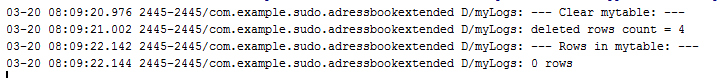 03-20 08:09:20.976 2445-2445/com.example.sudo.adressbookextended D/myLogs: --- Clear mytable: ---
03-20 08:09:21.002 2445-2445/com.example.sudo.adressbookextended D/myLogs: deleted rows count = 4
03-20 08:09:22.142 2445-2445/com.example.sudo.adressbookextended D/myLogs: --- Rows in mytable: ---
03-20 08:09:22.144 2445-2445/com.example.sudo.adressbookextended D/myLogs: 0 rows